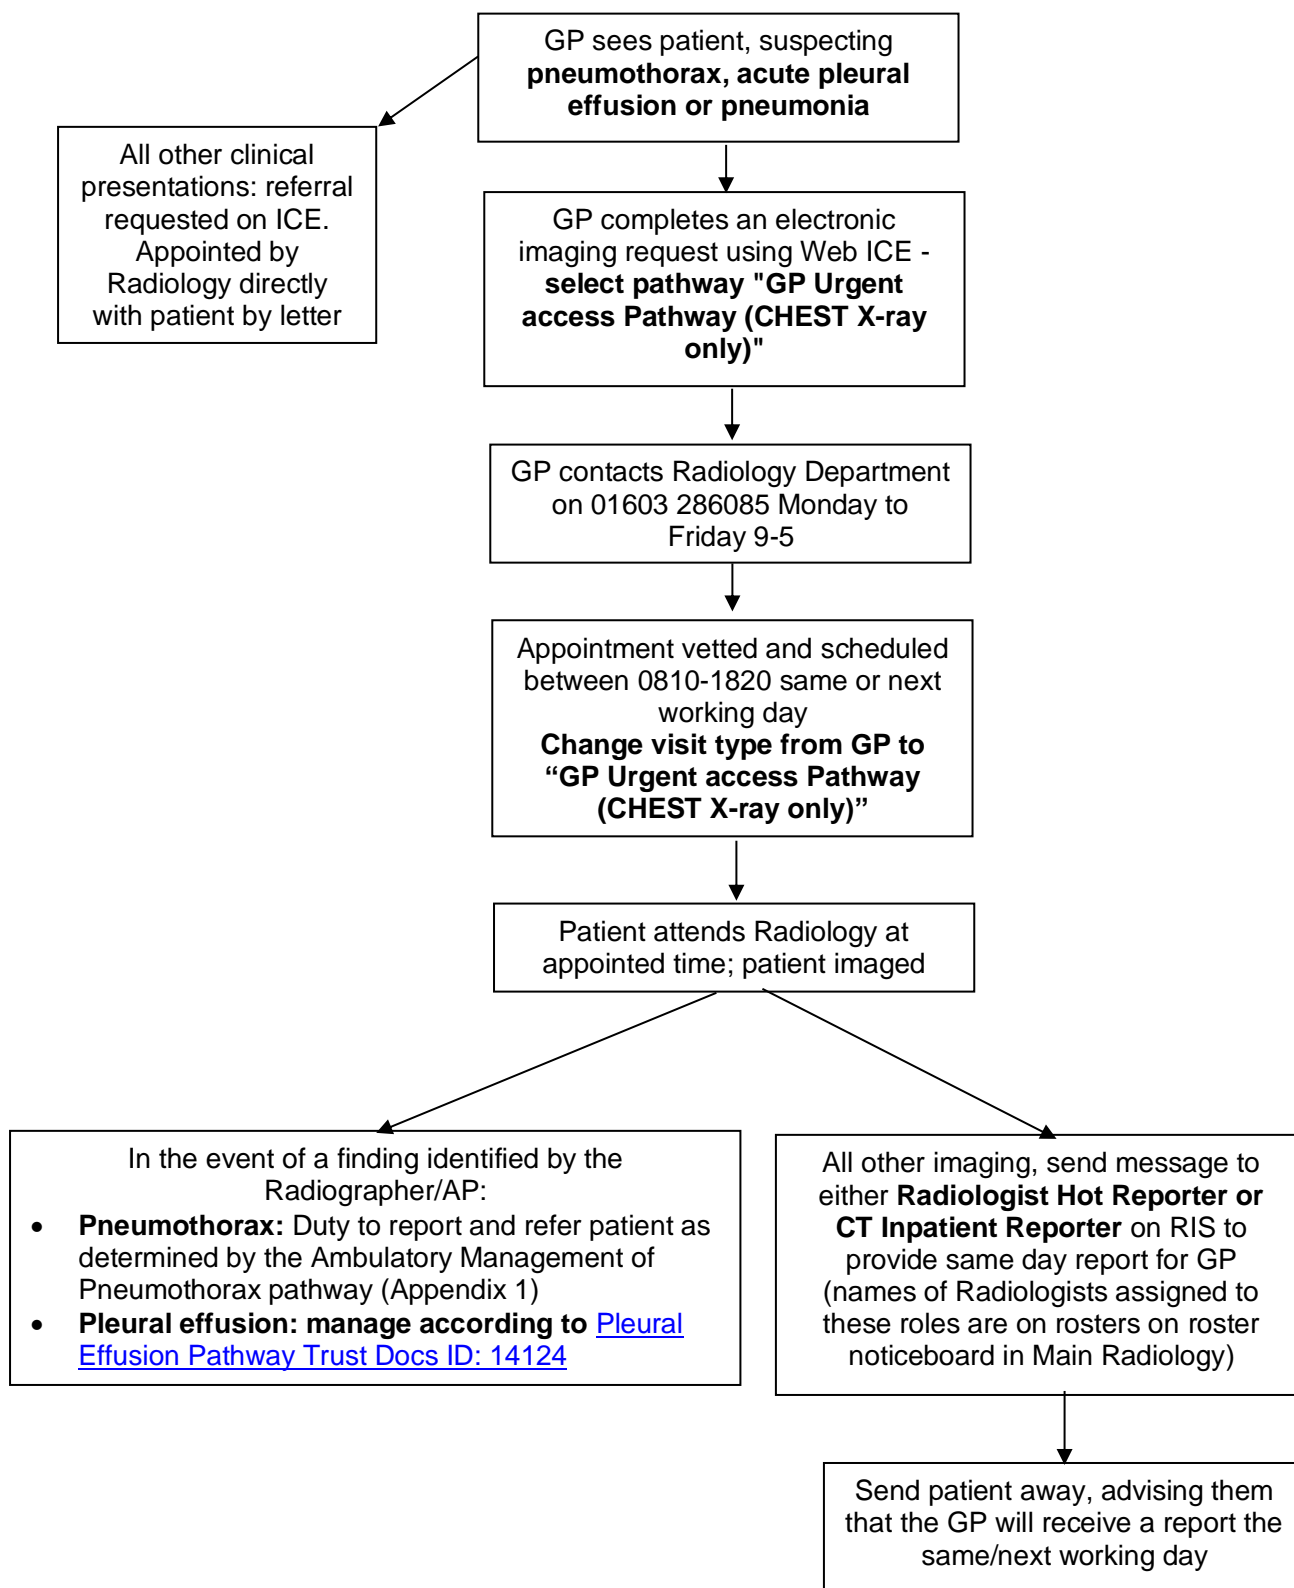 GP sees patient, suspecting
pneumothorax, acute pleural
effusion or pneumonia
All other clinical
presentations: referral
requested on ICE.
Appointed by
Radiology directly
with patient by letter
GP completes an electronic
imaging request using Web ICE -
select pathway "GP Urgent
access Pathway (CHEST X-ray
only)"
GP contacts Radiology Department
on 01603 286085 Monday to
Friday 9-5
Appointment vetted and scheduled
between 0810-1820 same or next
working day
Change visit type from GP to
“GP Urgent access Pathway
(CHEST X-ray only)”
Patient attends Radiology at
appointed time; patient imaged
In the event of a finding identified by the
Radiographer/AP:
• Pneumothorax: Duty to report and refer patient as
determined by the Ambulatory Management of
Pneumothorax pathway (Appendix 1)
• Pleural effusion: manage according to Pleural
Effusion Pathway Trust Docs ID: 14124
All other imaging, send message to
either Radiologist Hot Reporter or
CT Inpatient Reporter on RIS to
provide same day report for GP
(names of Radiologists assigned to
these roles are on rosters on roster
noticeboard in Main Radiology)
Send patient away, advising them
that the GP will receive a report the
same/next working day